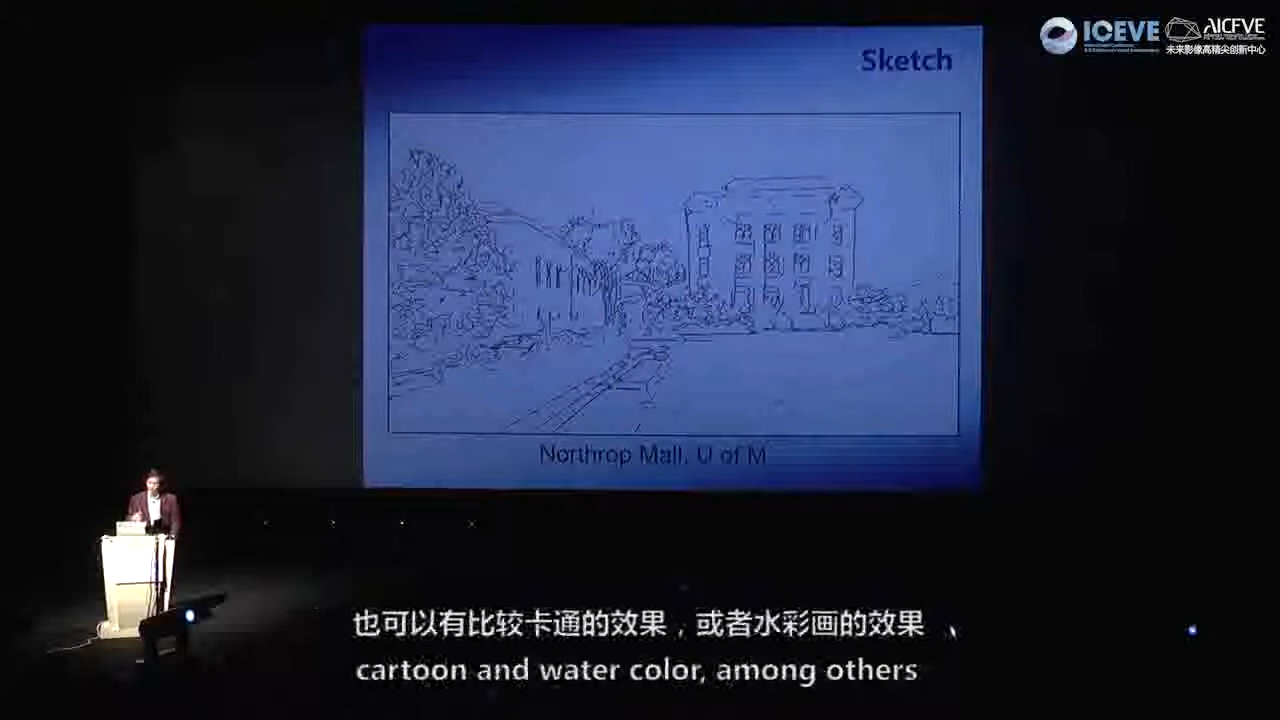 Sketch
ICEVE
AICFVE
未来影像高精尖创新中心
Northrop Mall, U of M
也可以有比较卡通的效果，或者水彩画的效果
cartoon and water color, among others